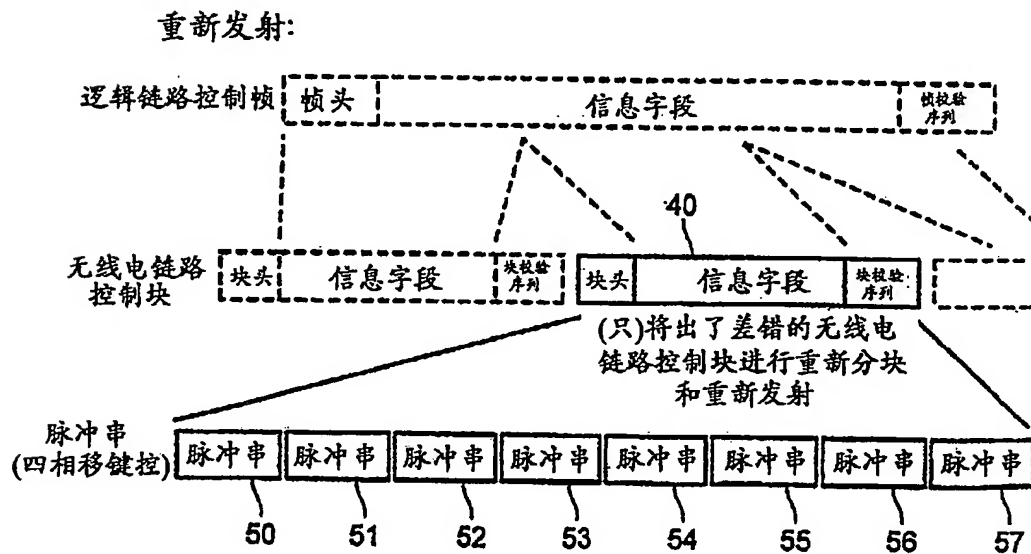 重新发射:
逻辑链路控制帧 帧头 信息字段 帧校验
序列
40
无线电链路
控制块
块头 信息字段 块校验
序列
块头 信息字段 块校验
序列
(只)将出了差错的无线电
链路控制块进行重新分块
和重新发射
脉冲串
(四相移键控)
脉冲串 脉冲串 脉冲串 脉冲串 脉冲串 脉冲串 脉冲串 脉冲串
50 51 52 53 54 55 56 57